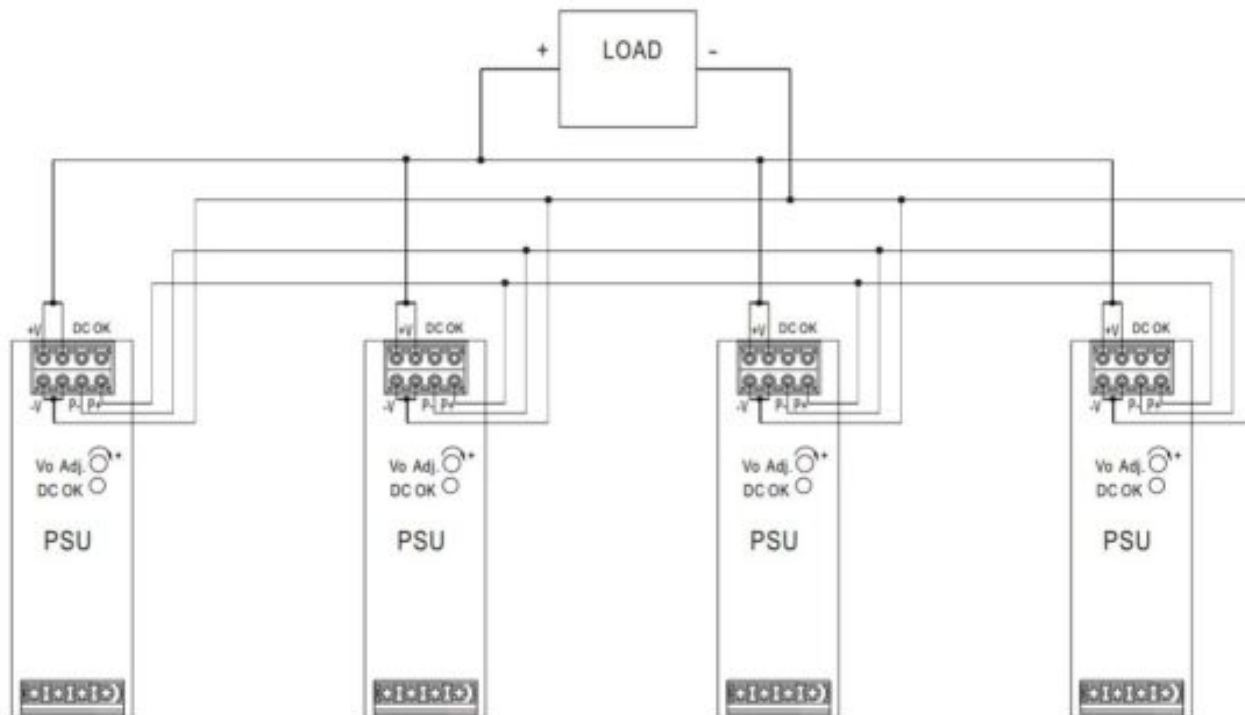 + LOAD -
+V DC OK +V DC OK +V DC OK +V DC OK
-V P- P+ -V P- P+ -V P- P+ -V P- P+
Vo Adj. + Vo Adj. + Vo Adj. + Vo Adj. +
DC OK DC OK DC OK DC OK
PSU PSU PSU PSU